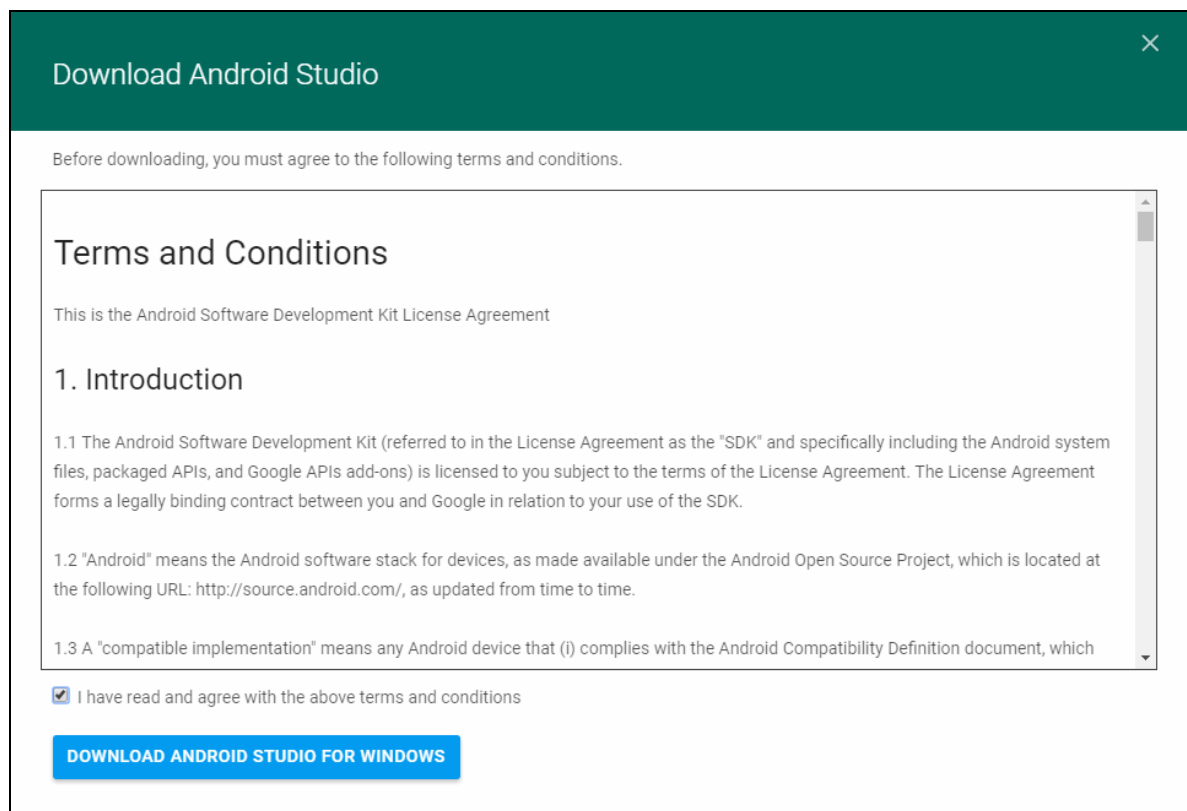 Download Android Studio
Before downloading, you must agree to the following terms and conditions.
Terms and Conditions
This is the Android Software Development Kit License Agreement
1. Introduction
1.1 The Android Software Development Kit (referred to in the License Agreement as the "SDK" and specifically including the Android system
files, packaged APIs, and Google APIs add-ons) is licensed to you subject to the terms of the License Agreement. The License Agreement
forms a legally binding contract between you and Google in relation to your use of the SDK.
1.2 "Android" means the Android software stack for devices, as made available under the Android Open Source Project, which is located at
the following URL: http://source.android.com/, as updated from time to time.
1.3 A "compatible implementation" means any Android device that (i) complies with the Android Compatibility Definition document, which
I have read and agree with the above terms and conditions
DOWNLOAD ANDROID STUDIO FOR WINDOWS